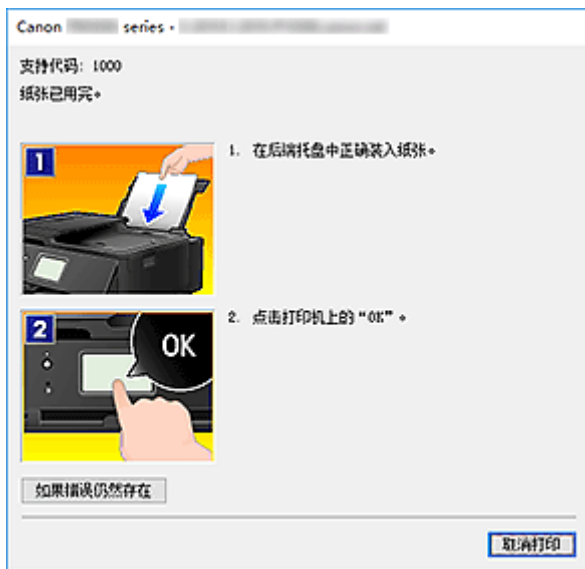 Canon series -
支持代码: 1000
纸张已用完。
1
1. 在后端托盘中正确装入纸张。
2
OK
2. 点击打印机上的“OK”。
如果错误仍然存在
取消打印